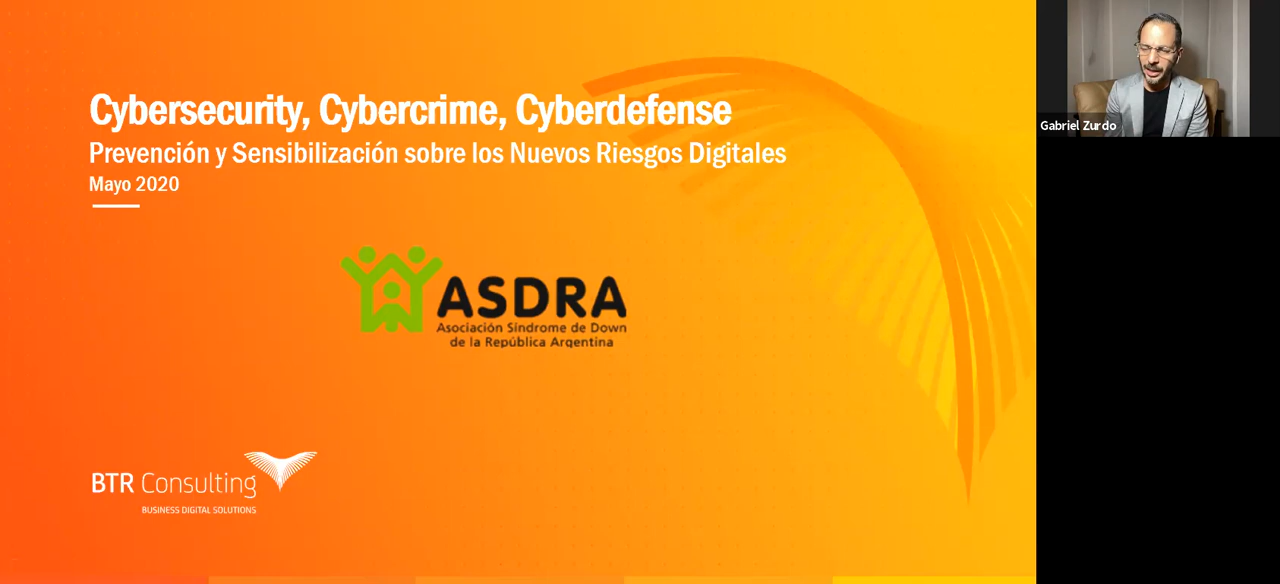 Cybersecurity, Cybercrime, Cyberdefense
Prevención y Sensibilización sobre los Nuevos Riesgos Digitales
Mayo 2020
ASDRA
Asociación Síndrome de Down
de la República Argentina
BTR Consulting
BUSINESS DIGITAL SOLUTIONS
Gabriel Zurdo